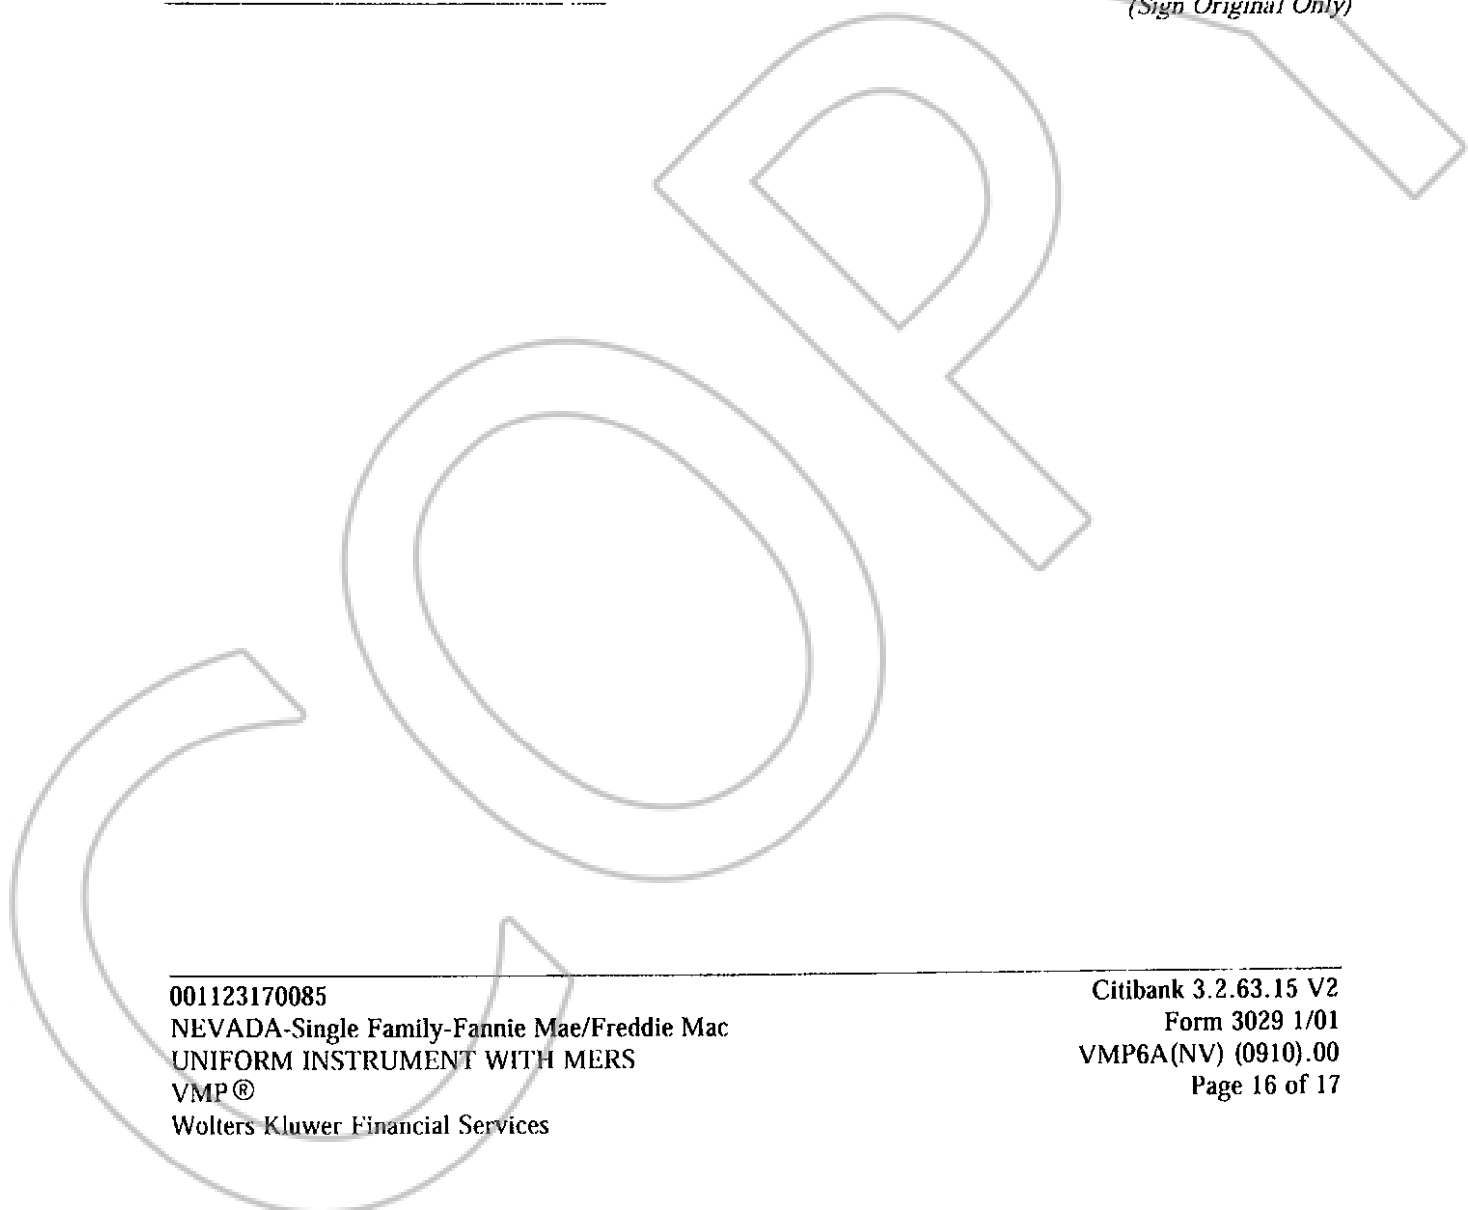 (Sign Original Only)
COPY
001123170085
NEVADA-Single Family-Fannie Mae/Freddie Mac
UNIFORM INSTRUMENT WITH MERS
VMP®
Wolters Kluwer Financial Services
Citibank 3.2.63.15 V2
Form 3029 1/01
VMP6A(NV) (0910).00
Page 16 of 17